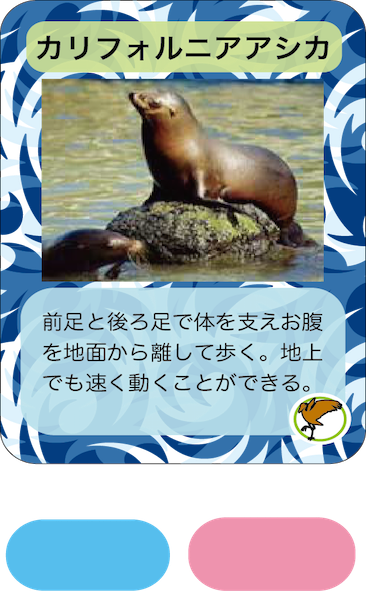 カリフォルニアアシカ
前足と後ろ足で体を支えお腹
を地面から離して歩く。地上
でも速く動くことができる。